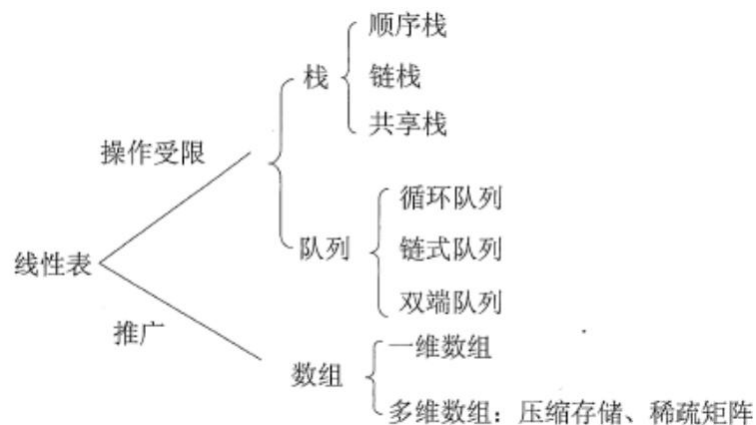 顺序栈
栈
链栈
共享栈
操作受限
循环队列
线性表
队列
链式队列
双端队列
推广
一维数组
数组
多维数组：压缩存储、稀疏矩阵